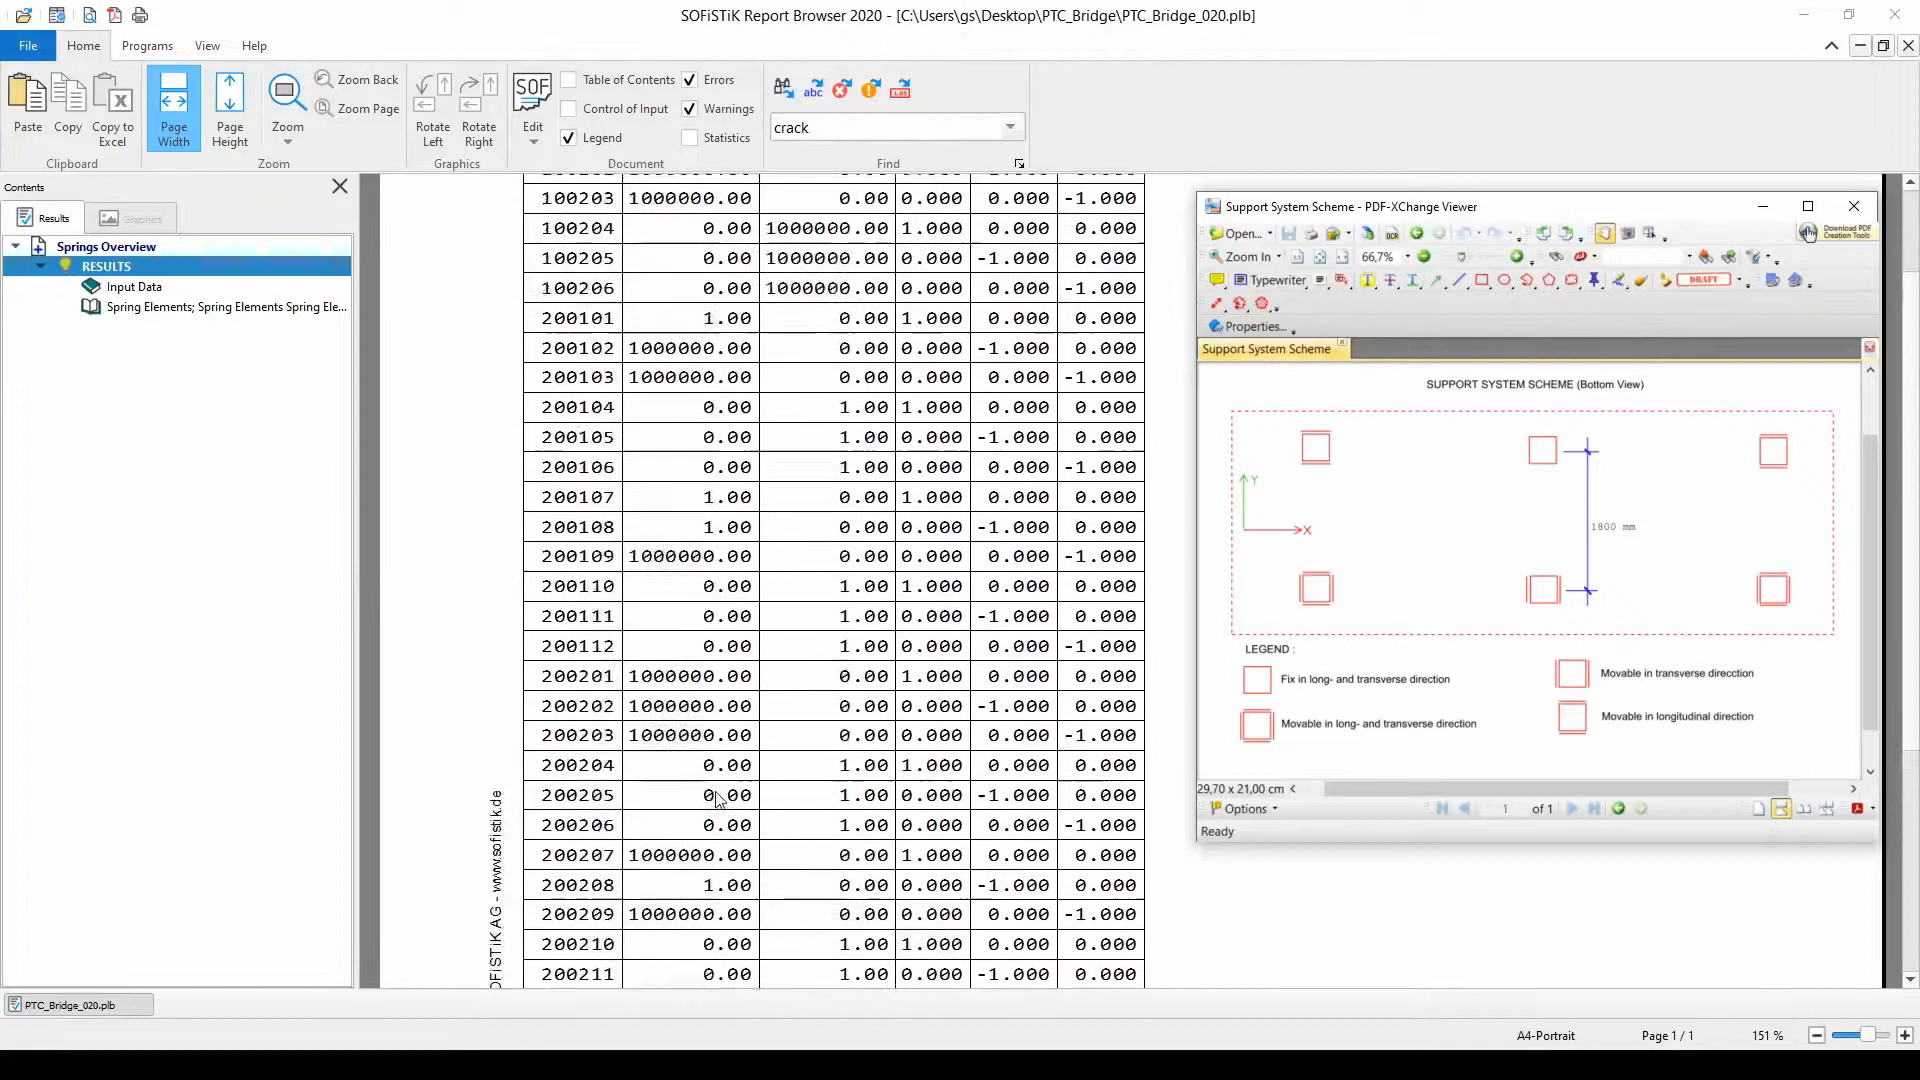 SOFiSTiK Report Browser 2020 - [C:\Users\gs\Desktop\PTC_Bridge\PTC_Bridge_020.plb]
File Home Programs View Help
Paste Copy Copy to Excel
Clipboard
Page Width Page Height Zoom Zoom Back Zoom Page
Zoom
Rotate Left Rotate Right
Graphics
SOF Edit
Table of Contents Errors
Control of Input Warnings
Legend Statistics
Document
abc
crack
Find
Contents
Results Graphics
Springs Overview
RESULTS
Input Data
Spring Elements; Spring Elements Spring Ele...
100203 1000000.00 0.00 0.000 0.000 -1.000
100204 0.00 1000000.00 1.000 0.000 0.000
100205 0.00 1000000.00 0.000 -1.000 0.000
100206 0.00 1000000.00 0.000 0.000 -1.000
200101 1.00 0.00 1.000 0.000 0.000
200102 1000000.00 0.00 0.000 -1.000 0.000
200103 1000000.00 0.00 0.000 0.000 -1.000
200104 0.00 1.00 1.000 0.000 0.000
200105 0.00 1.00 0.000 -1.000 0.000
200106 0.00 1.00 0.000 0.000 -1.000
200107 1.00 0.00 1.000 0.000 0.000
200108 1.00 0.00 0.000 -1.000 0.000
200109 1000000.00 0.00 0.000 0.000 -1.000
200110 0.00 1.00 1.000 0.000 0.000
200111 0.00 1.00 0.000 -1.000 0.000
200112 0.00 1.00 0.000 0.000 -1.000
200201 1000000.00 0.00 1.000 0.000 0.000
200202 1000000.00 0.00 0.000 -1.000 0.000
200203 1000000.00 0.00 0.000 0.000 -1.000
200204 0.00 1.00 1.000 0.000 0.000
200205 0.00 1.00 0.000 -1.000 0.000
200206 0.00 1.00 0.000 0.000 -1.000
200207 1000000.00 0.00 1.000 0.000 0.000
200208 1.00 0.00 0.000 -1.000 0.000
200209 1000000.00 0.00 0.000 0.000 -1.000
200210 0.00 1.00 1.000 0.000 0.000
200211 0.00 1.00 0.000 -1.000 0.000
OFiSTiK AG - www.sofistik.de
Support System Scheme - PDF-XChange Viewer
Open... OCR Download PDF Creation Tools
Zoom In 66,7%
Typewriter DRAFT
Properties...
Support System Scheme
SUPPORT SYSTEM SCHEME (Bottom View)
Y
X
1800 mm
LEGEND :
Fix in long- and transverse direction
Movable in transverse direcction
Movable in long- and transverse direction
Movable in longitudinal direction
29,70 x 21,00 cm
Options 1 of 1
Ready
PTC_Bridge_020.plb
A4-Portrait Page 1 / 1 151 %